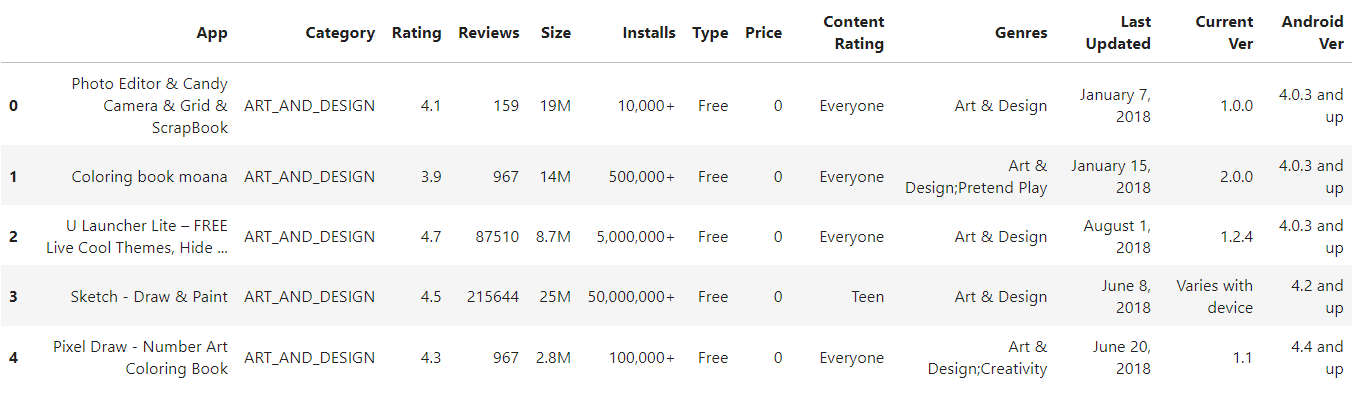 App Category Rating Reviews Size Installs Type Price Content Rating Genres Last Updated Current Ver Android Ver
0 Photo Editor & Candy Camera & Grid & ScrapBook ART_AND_DESIGN 4.1 159 19M 10,000+ Free 0 Everyone Art & Design January 7, 2018 1.0.0 4.0.3 and up
1 Coloring book moana ART_AND_DESIGN 3.9 967 14M 500,000+ Free 0 Everyone Art & Design;Pretend Play January 15, 2018 2.0.0 4.0.3 and up
2 U Launcher Lite – FREE Live Cool Themes, Hide ... ART_AND_DESIGN 4.7 87510 8.7M 5,000,000+ Free 0 Everyone Art & Design August 1, 2018 1.2.4 4.0.3 and up
3 Sketch - Draw & Paint ART_AND_DESIGN 4.5 215644 25M 50,000,000+ Free 0 Teen Art & Design June 8, 2018 Varies with device 4.2 and up
4 Pixel Draw - Number Art Coloring Book ART_AND_DESIGN 4.3 967 2.8M 100,000+ Free 0 Everyone Art & Design;Creativity June 20, 2018 1.1 4.4 and up